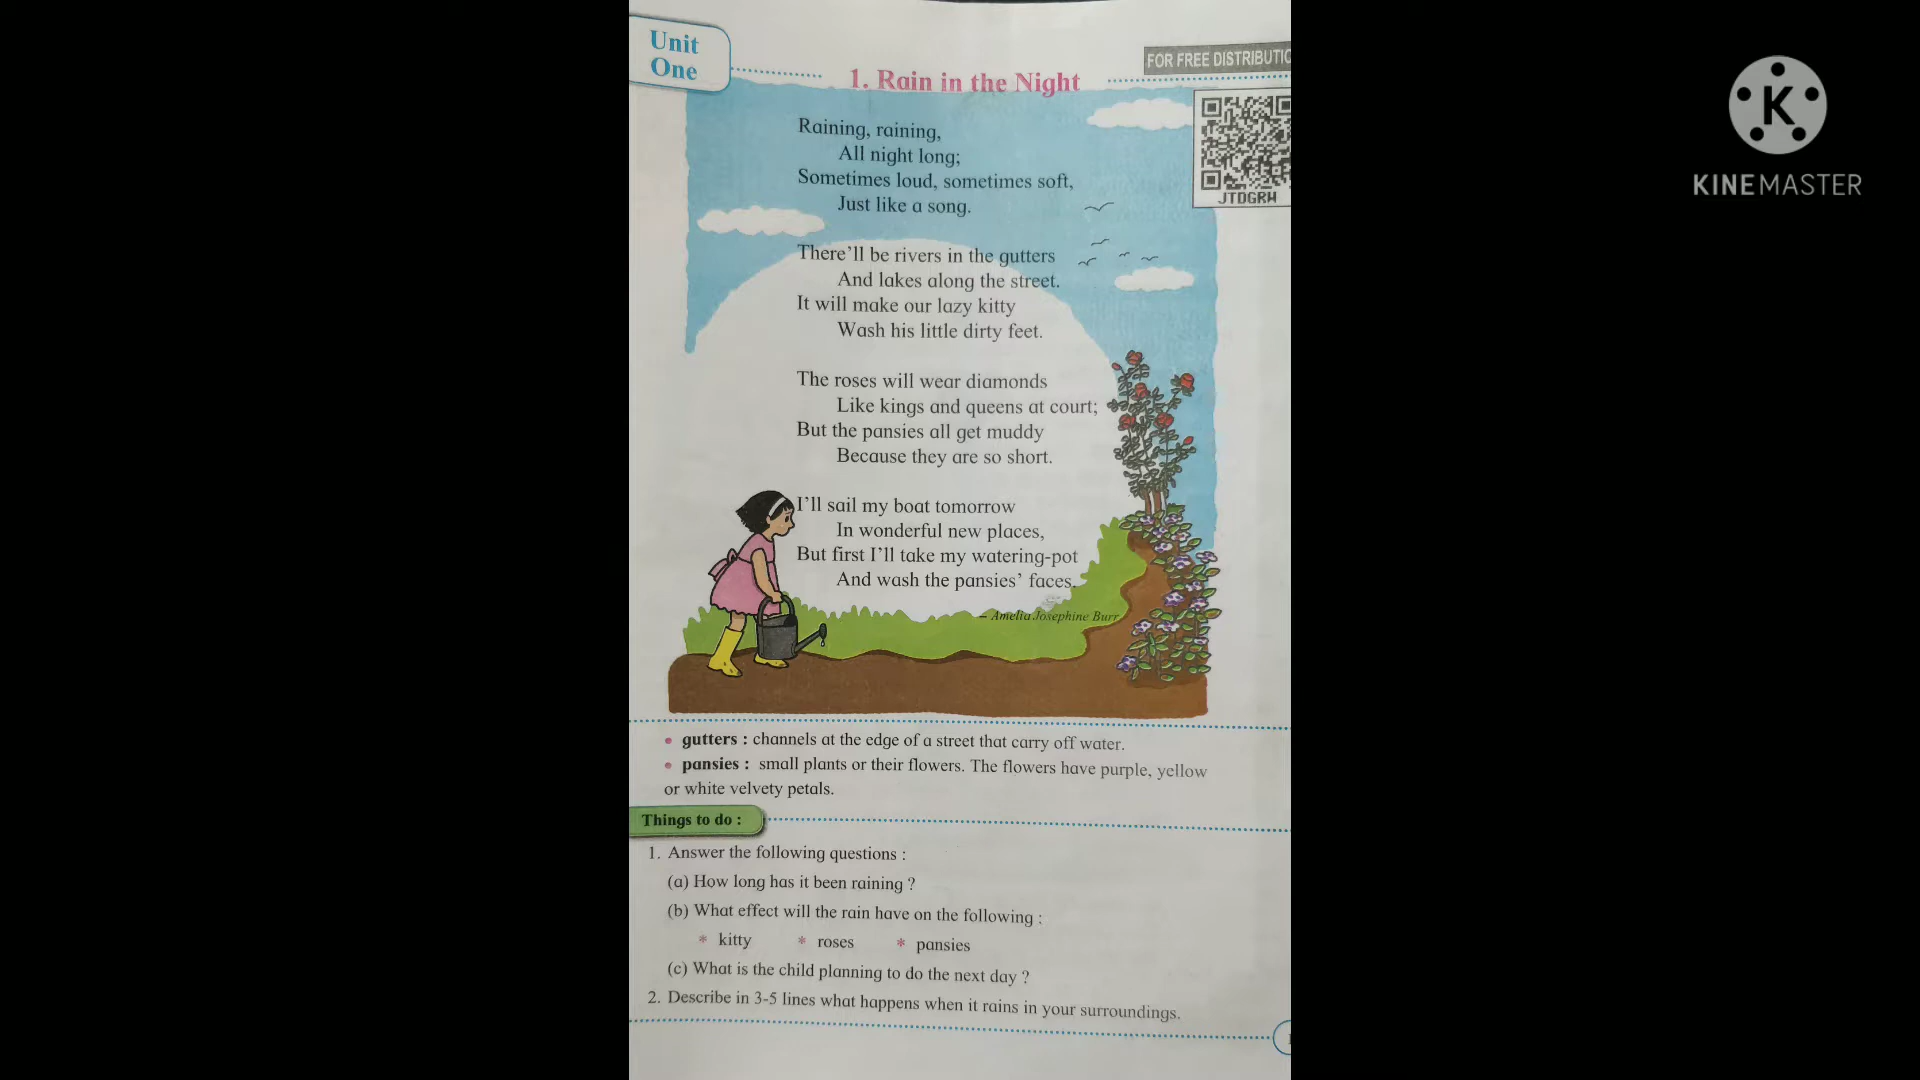 Unit
One
FOR FREE DISTRIBUTIO
1. Rain in the Night
Raining, raining,
All night long;
Sometimes loud, sometimes soft,
Just like a song.
JTDGRW
There'll be rivers in the gutters
And lakes along the street.
It will make our lazy kitty
Wash his little dirty feet.
The roses will wear diamonds
Like kings and queens at court;
But the pansies all get muddy
Because they are so short.
I'll sail my boat tomorrow
In wonderful new places,
But first I'll take my watering-pot
And wash the pansies' faces.
– Amelia Josephine Burr
• gutters : channels at the edge of a street that carry off water.
• pansies : small plants or their flowers. The flowers have purple, yellow
or white velvety petals.
Things to do :
1. Answer the following questions :
(a) How long has it been raining ?
(b) What effect will the rain have on the following :
* kitty * roses * pansies
(c) What is the child planning to do the next day ?
2. Describe in 3-5 lines what happens when it rains in your surroundings.
K
KINEMASTER